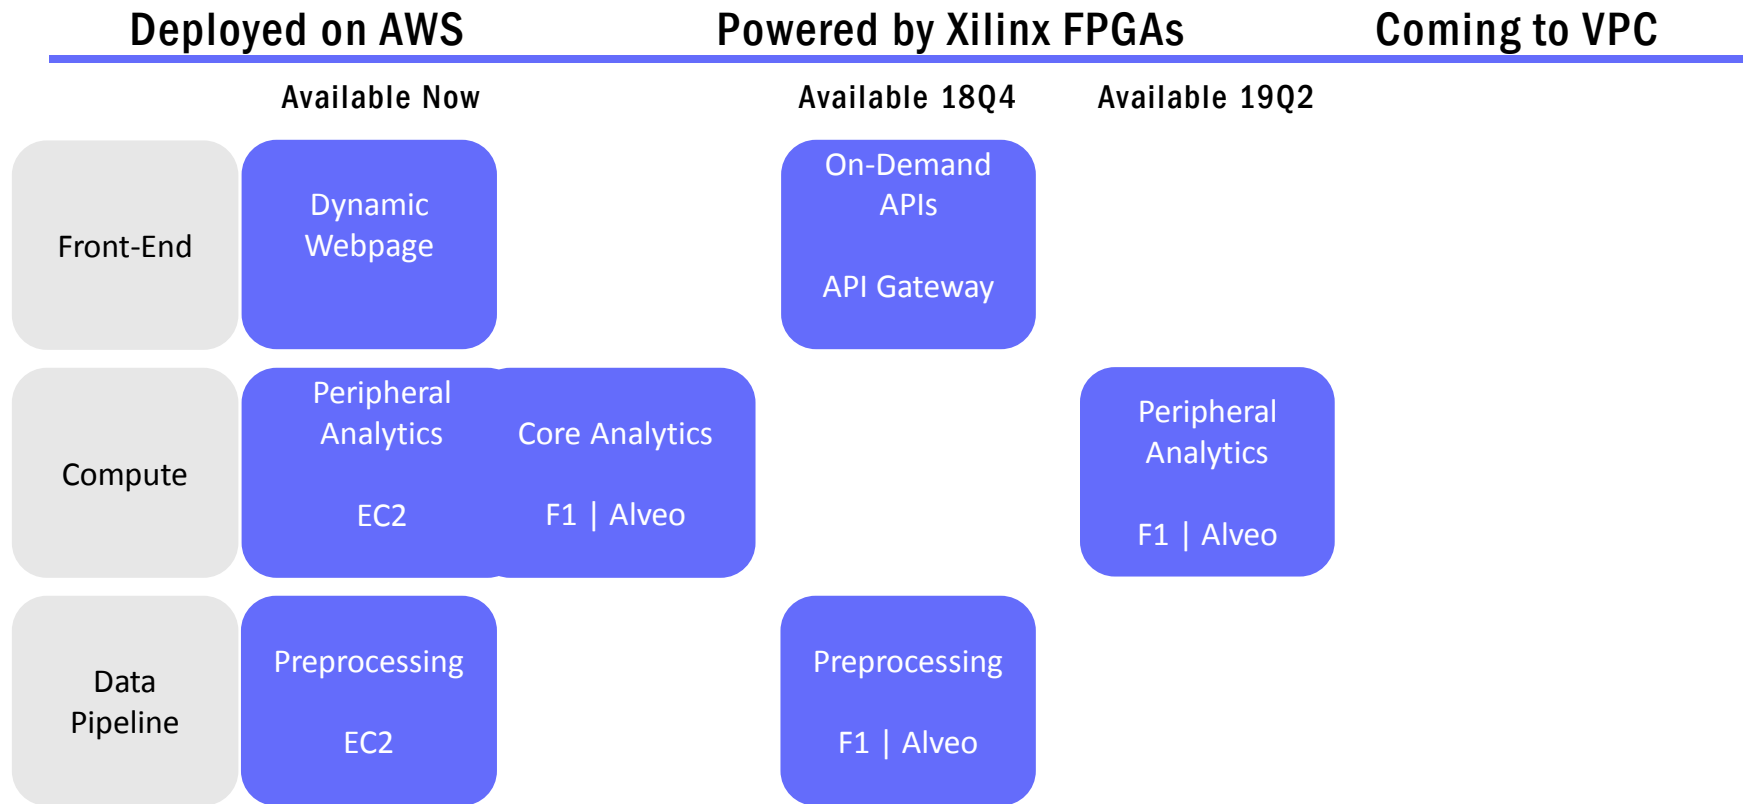 Deployed on AWS
Powered by Xilinx FPGAs
Coming to VPC
Available Now
Available 18Q4
Available 19Q2
Front-End
Dynamic
Webpage
On-Demand
APIs
API Gateway
Compute
Peripheral
Analytics
EC2
Core Analytics
F1 | Alveo
Peripheral
Analytics
F1 | Alveo
Data
Pipeline
Preprocessing
EC2
Preprocessing
F1 | Alveo